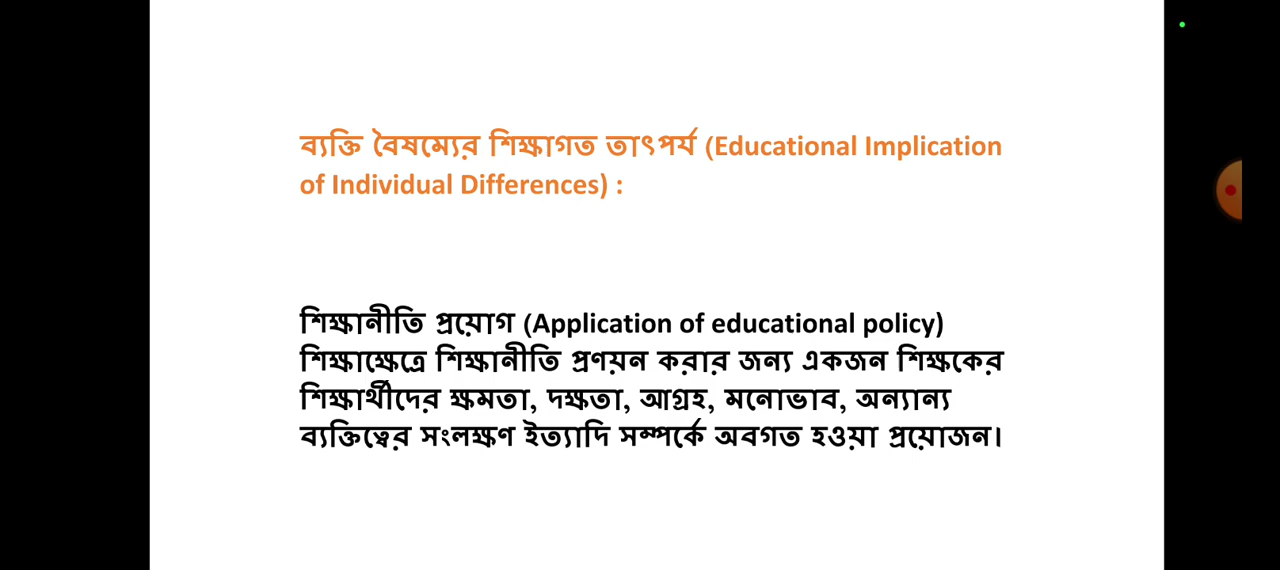 ব্যক্তি বৈষম্যের শিক্ষাগত তাৎপর্য (Educational Implication
of Individual Differences) :
শিক্ষানীতি প্রয়োগ (Application of educational policy)
শিক্ষাক্ষেত্রে শিক্ষানীতি প্রণয়ন করার জন্য একজন শিক্ষকের
শিক্ষার্থীদের ক্ষমতা, দক্ষতা, আগ্রহ, মনোভাব, অন্যান্য
ব্যক্তিত্বের সংলক্ষণ ইত্যাদি সম্পর্কে অবগত হওয়া প্রয়োজন।